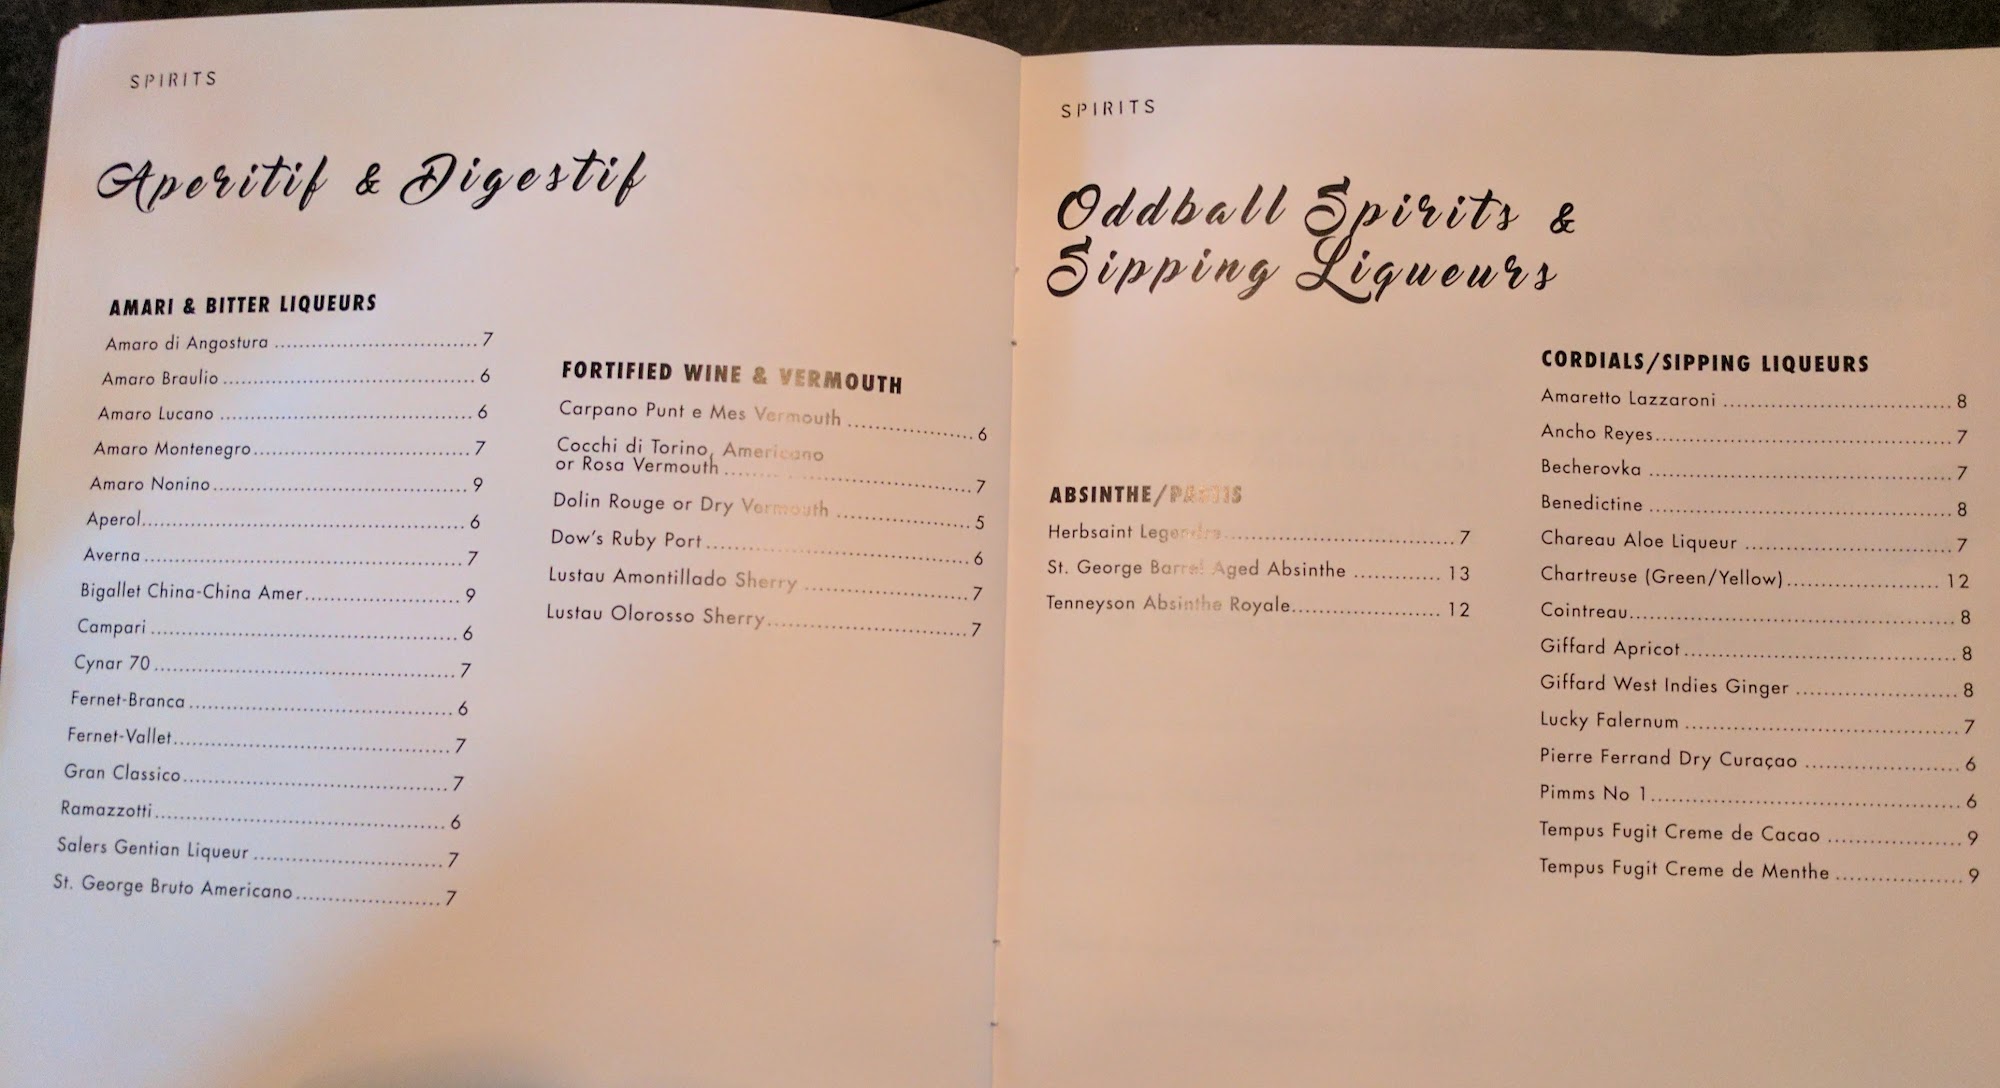 SPIRITS
Aperitif & Digestif
AMARI & BITTER LIQUEURS
Amaro di Angostura ........ 7
Amaro Braulio ........ 6
Amaro Lucano ........ 6
Amaro Montenegro ........ 7
Amaro Nonino ........ 9
Aperol ........ 6
Averna ........ 7
Bigallet China-China Amer ........ 9
Campari ........ 6
Cynar 70 ........ 7
Fernet-Branca ........ 6
Fernet-Vallet ........ 7
Gran Classico ........ 7
Ramazzotti ........ 6
Salers Gentian Liqueur ........ 7
St. George Bruto Americano ........ 7
FORTIFIED WINE & VERMOUTH
Carpano Punt e Mes Vermouth ........ 6
Cocchi di Torino, Americano
or Rosa Vermouth ........ 7
Dolin Rouge or Dry Vermouth ........ 5
Dow's Ruby Port ........ 6
Lustau Amontillado Sherry ........ 7
Lustau Olorosso Sherry ........ 7
SPIRITS
Oddball Spirits &
Sipping Liqueurs
ABSINTHE/PASTIS
Herbsaint Legendre ........ 7
St. George Barrel Aged Absinthe ........ 13
Tenneyson Absinthe Royale ........ 12
CORDIALS/SIPPING LIQUEURS
Amaretto Lazzaroni ........ 8
Ancho Reyes ........ 7
Becherovka ........ 7
Benedictine ........ 8
Chareau Aloe Liqueur ........ 7
Chartreuse (Green/Yellow) ........ 12
Cointreau ........ 8
Giffard Apricot ........ 8
Giffard West Indies Ginger ........ 8
Lucky Falernum ........ 7
Pierre Ferrand Dry Curaçao ........ 6
Pimms No 1 ........ 6
Tempus Fugit Creme de Cacao ........ 9
Tempus Fugit Creme de Menthe ........ 9